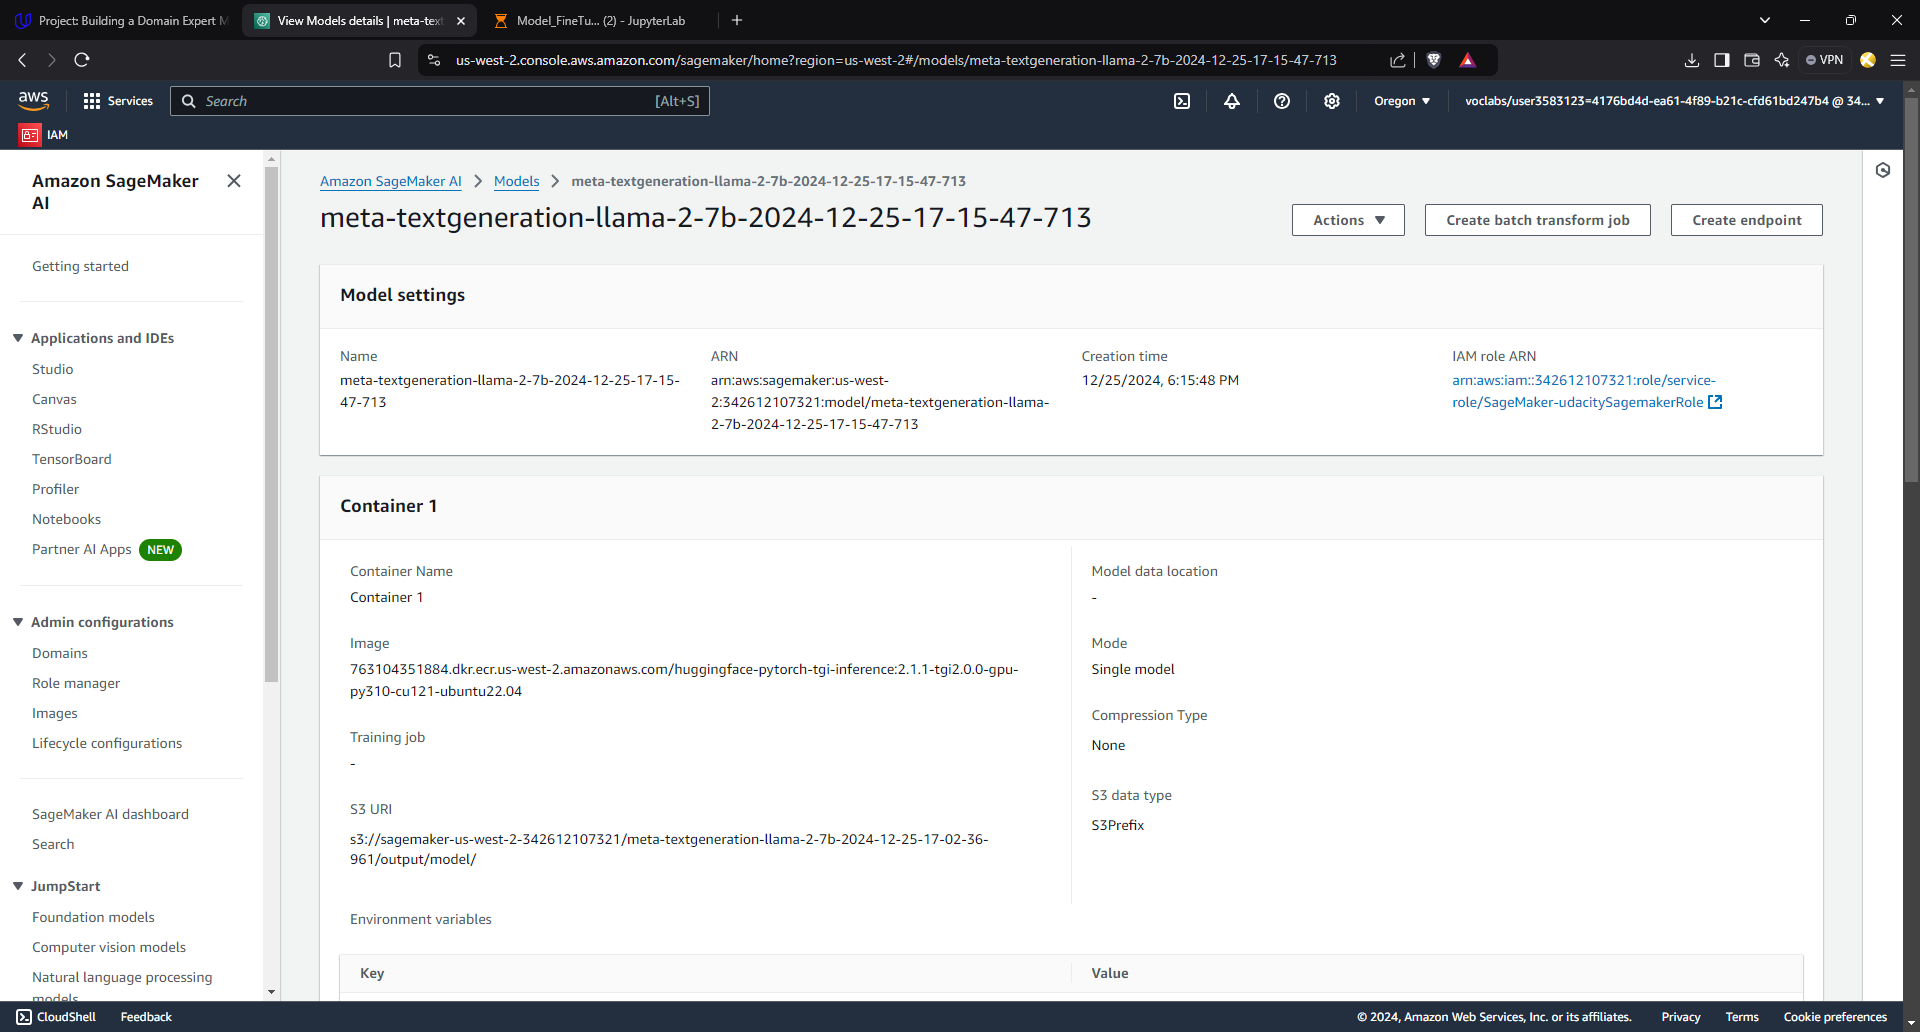 Project: Building a Domain Expert M
View Models details | meta-text
Model_FineTu... (2) - JupyterLab
us-west-2.console.aws.amazon.com/sagemaker/home?region=us-west-2#/models/meta-textgeneration-llama-2-7b-2024-12-25-17-15-47-713
VPN
aws
Services
Search
[Alt+S]
Oregon
voclabs/user3583123=4176bd4d-ea61-4f89-b21c-cfd61bd247b4 @ 34...
IAM
Amazon SageMaker
AI
Getting started
Applications and IDEs
Studio
Canvas
RStudio
TensorBoard
Profiler
Notebooks
Partner AI Apps NEW
Admin configurations
Domains
Role manager
Images
Lifecycle configurations
SageMaker AI dashboard
Search
JumpStart
Foundation models
Computer vision models
Natural language processing
models
Amazon SageMaker AI > Models > meta-textgeneration-llama-2-7b-2024-12-25-17-15-47-713
meta-textgeneration-llama-2-7b-2024-12-25-17-15-47-713
Actions
Create batch transform job
Create endpoint
Model settings
Name
meta-textgeneration-llama-2-7b-2024-12-25-17-15-
47-713
ARN
arn:aws:sagemaker:us-west-
2:342612107321:model/meta-textgeneration-llama-
2-7b-2024-12-25-17-15-47-713
Creation time
12/25/2024, 6:15:48 PM
IAM role ARN
arn:aws:iam::342612107321:role/service-
role/SageMaker-udacitySagemakerRole
Container 1
Container Name
Container 1
Image
763104351884.dkr.ecr.us-west-2.amazonaws.com/huggingface-pytorch-tgi-inference:2.1.1-tgi2.0.0-gpu-
py310-cu121-ubuntu22.04
Training job
-
S3 URI
s3://sagemaker-us-west-2-342612107321/meta-textgeneration-llama-2-7b-2024-12-25-17-02-36-
961/output/model/
Model data location
-
Mode
Single model
Compression Type
None
S3 data type
S3Prefix
Environment variables
Key
Value
CloudShell
Feedback
© 2024, Amazon Web Services, Inc. or its affiliates.
Privacy
Terms
Cookie preferences